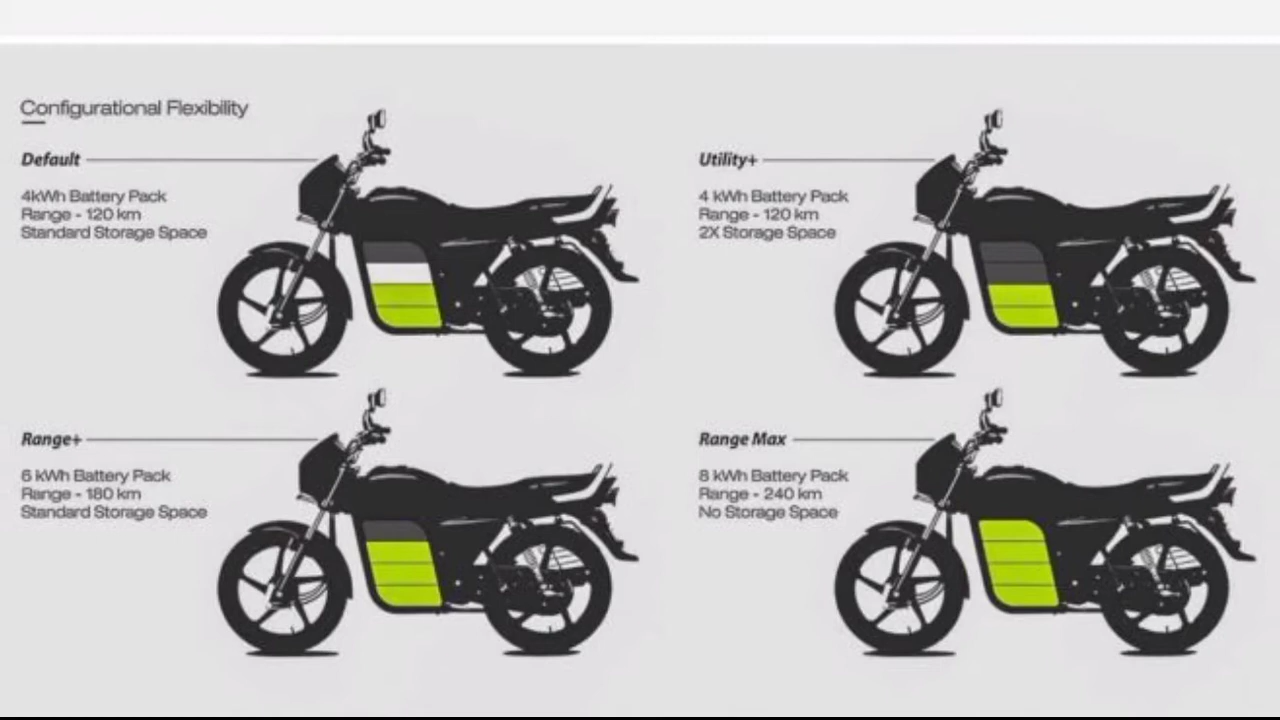 Configurational Flexibility
Default
4kWh Battery Pack
Range - 120 km
Standard Storage Space
Utility+
4 kWh Battery Pack
Range - 120 km
2X Storage Space
Range+
6 kWh Battery Pack
Range - 180 km
Standard Storage Space
Range Max
8 kWh Battery Pack
Range - 240 km
No Storage Space